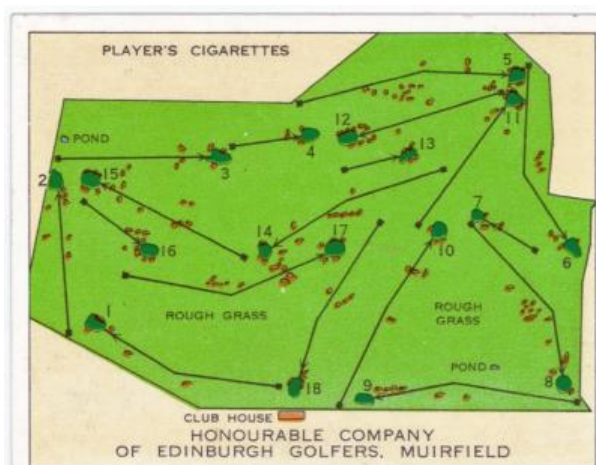 PLAYER'S CIGARETTES
5
11
12
4
13
POND
3
2
15
7
14
17
10
16
6
ROUGH GRASS
ROUGH
GRASS
1
POND
18
9
8
CLUB HOUSE
HONOURABLE COMPANY
OF EDINBURGH GOLFERS, MUIRFIELD